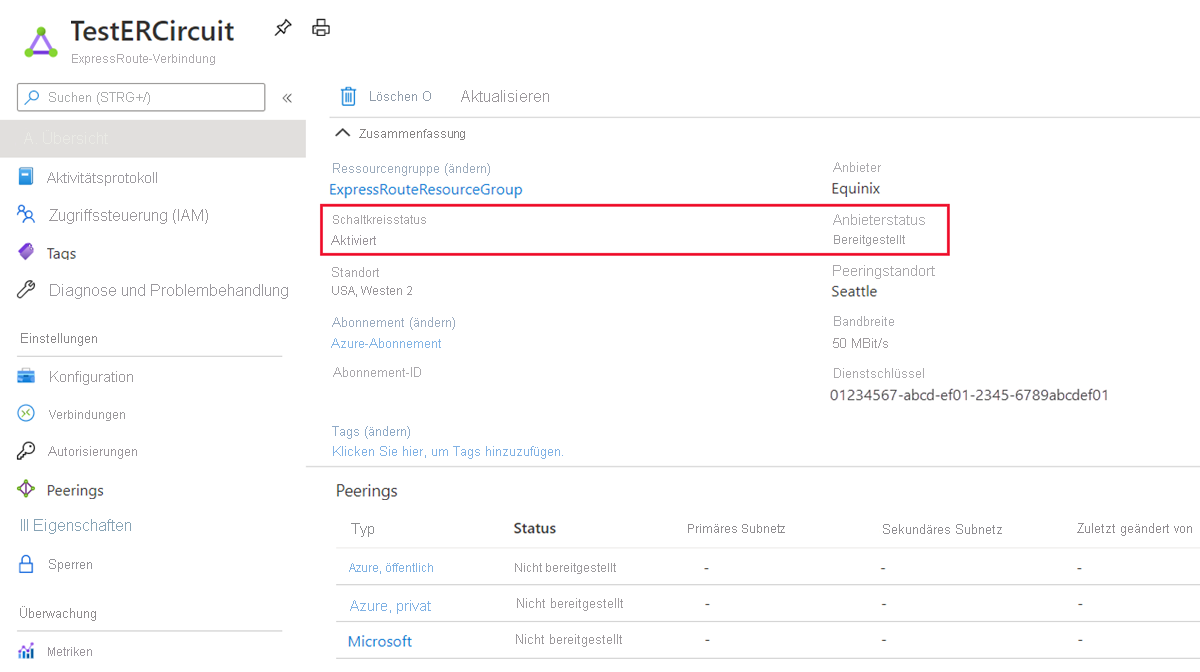 TestERCircuit
ExpressRoute-Verbindung
Suchen (STRG+/)
«
Löschen O
Aktualisieren
A. Übersicht
Aktivitätsprotokoll
Zugriffssteuerung (IAM)
Tags
Diagnose und Problembehandlung
Einstellungen
Konfiguration
Verbindungen
Autorisierungen
Peerings
III Eigenschaften
Sperren
Überwachung
Metriken
Zusammenfassung
Ressourcengruppe (ändern)
ExpressRouteResourceGroup
Schaltkreisstatus
Aktiviert
Standort
USA, Westen 2
Abonnement (ändern)
Azure-Abonnement
Abonnement-ID
Tags (ändern)
Klicken Sie hier, um Tags hinzuzufügen.
Anbieter
Equinix
Anbieterstatus
Bereitgestellt
Peeringstandort
Seattle
Bandbreite
50 MBit/s
Dienstschlüssel
01234567-abcd-ef01-2345-6789abcdef01
Peerings
Typ Status Primäres Subnetz Sekundäres Subnetz Zuletzt geändert von
Azure, öffentlich Nicht bereitgestellt - - -
Azure, privat Nicht bereitgestellt - - -
Microsoft Nicht bereitgestellt - - -